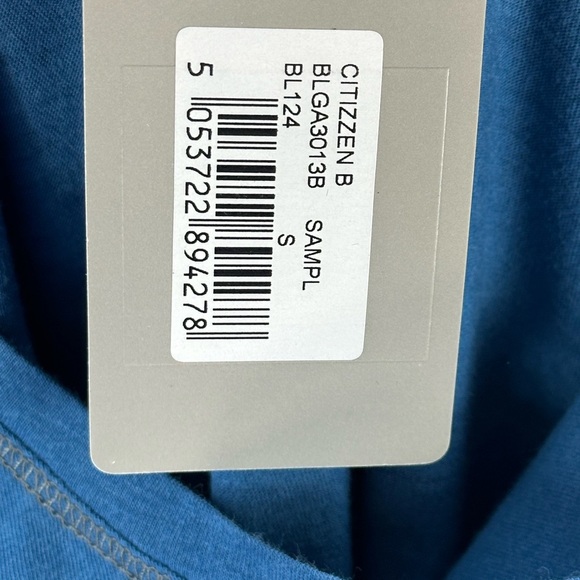 CITIZZEN B
BLGA3013B SAMPL
BL124 S
5 053722 894278